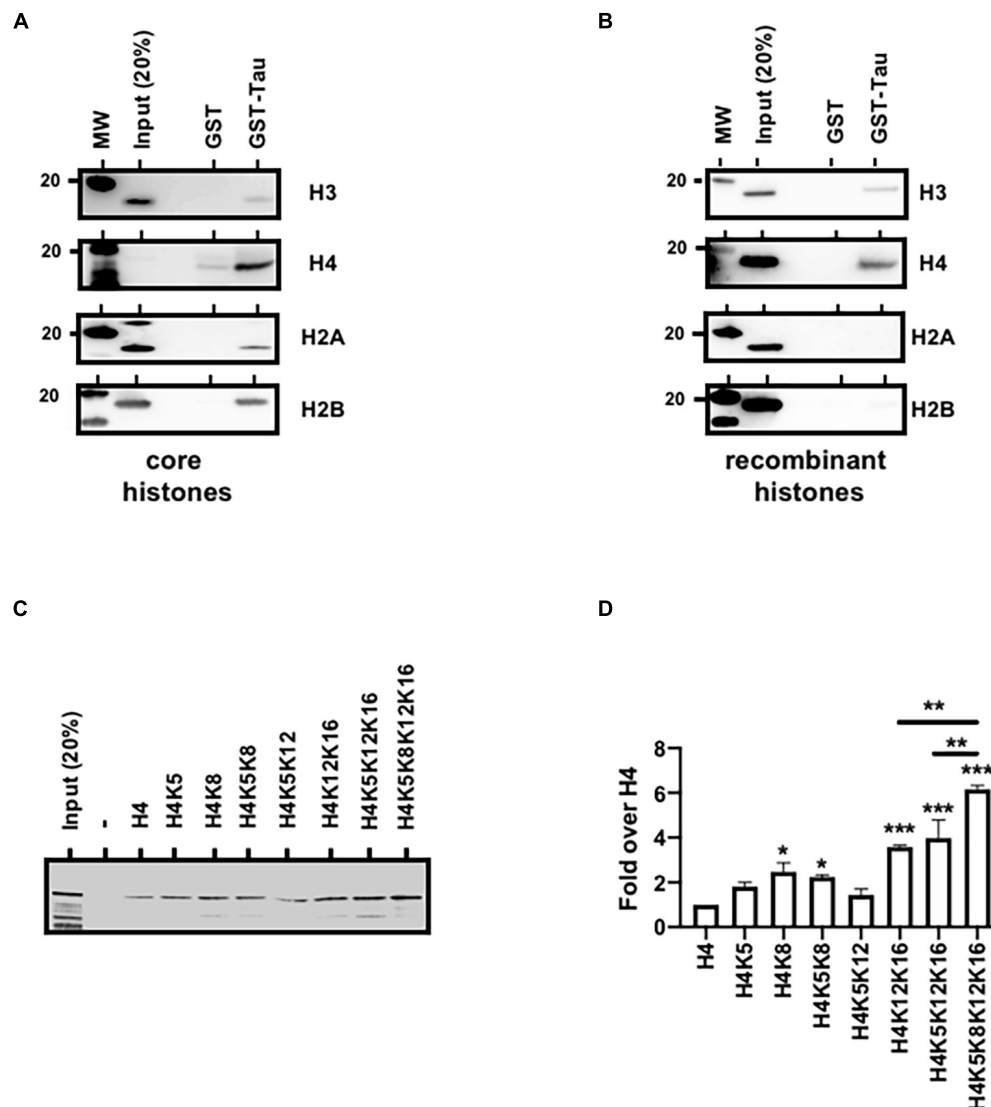 A
MW
Input (20%)
GST
GST-Tau
20
H3
20
H4
20
H2A
20
H2B
core
histones
B
MW
Input (20%)
GST
GST-Tau
20
H3
20
H4
20
H2A
20
H2B
recombinant
histones
C
Input (20%)
-
H4
H4K5
H4K8
H4K5K8
H4K5K12
H4K12K16
H4K5K12K16
H4K5K8K12K16
D
Fold over H4
8
6
4
2
0
*
*
***
***
***
**
**
H4
H4K5
H4K8
H4K5K8
H4K5K12
H4K12K16
H4K5K12K16
H4K5K8K12K16